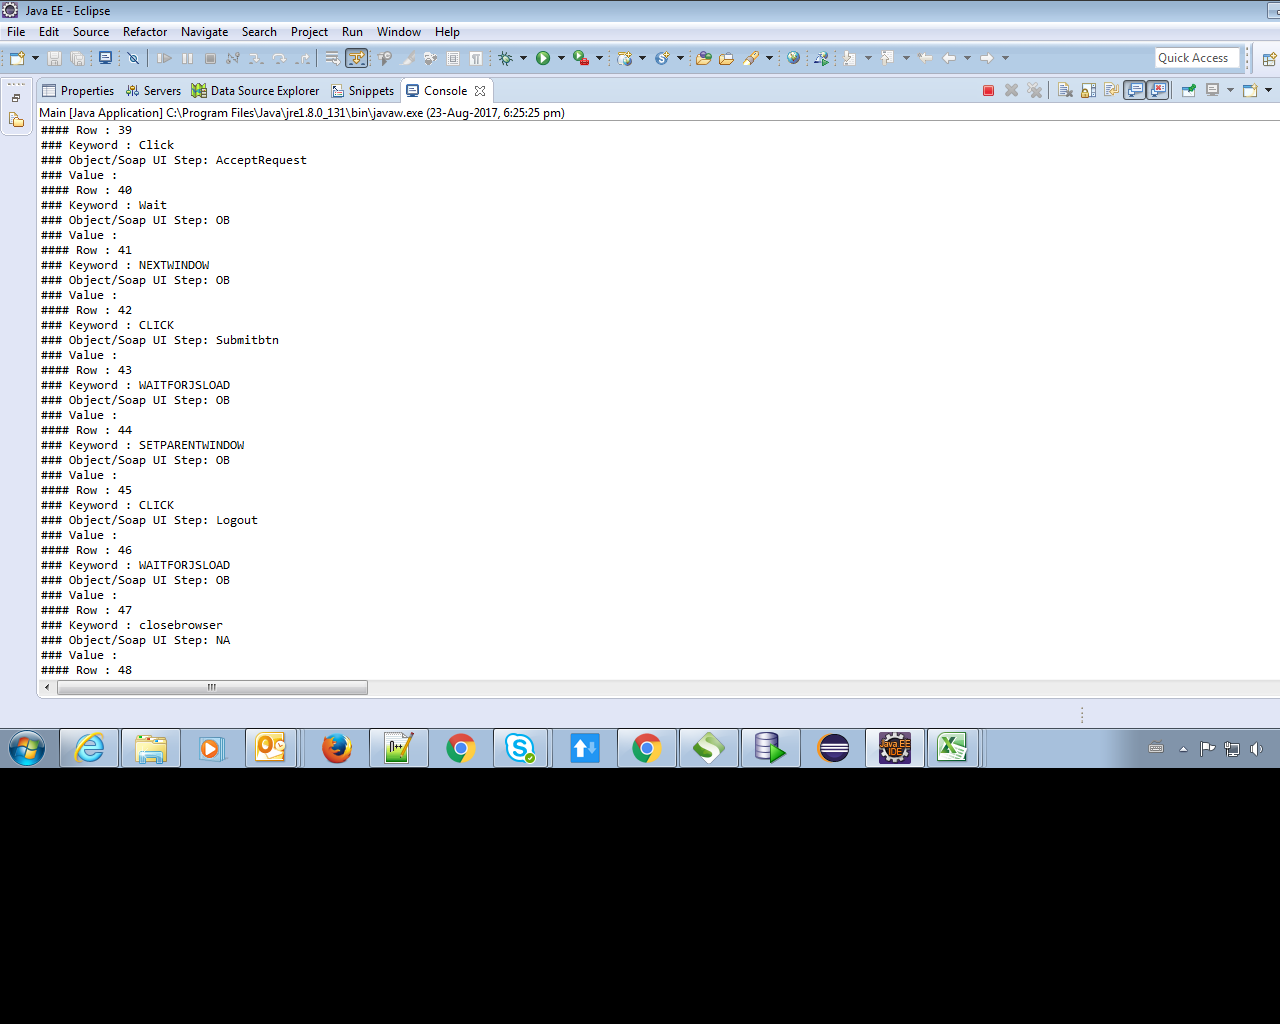 Java EE - Eclipse
File Edit Source Refactor Navigate Search Project Run Window Help
Quick Access
Properties Servers Data Source Explorer Snippets Console
Main [Java Application] C:\Program Files\Java\jre1.8.0_131\bin\javaw.exe (23-Aug-2017, 6:25:25 pm)
#### Row : 39
### Keyword : Click
### Object/Soap UI Step: AcceptRequest
### Value :
#### Row : 40
### Keyword : Wait
### Object/Soap UI Step: OB
### Value :
#### Row : 41
### Keyword : NEXTWINDOW
### Object/Soap UI Step: OB
### Value :
#### Row : 42
### Keyword : CLICK
### Object/Soap UI Step: Submitbtn
### Value :
#### Row : 43
### Keyword : WAITFORJSLOAD
### Object/Soap UI Step: OB
### Value :
#### Row : 44
### Keyword : SETPARENTWINDOW
### Object/Soap UI Step: OB
### Value :
#### Row : 45
### Keyword : CLICK
### Object/Soap UI Step: Logout
### Value :
#### Row : 46
### Keyword : WAITFORJSLOAD
### Object/Soap UI Step: OB
### Value :
#### Row : 47
### Keyword : closebrowser
### Object/Soap UI Step: NA
### Value :
#### Row : 48
Java EE
IDE